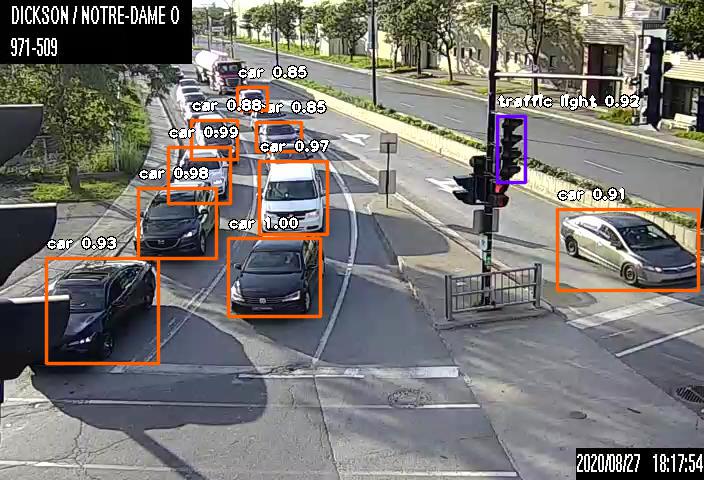 DICKSON / NOTRE-DAME O
971-509
car 0.85
car 0.88
car 0.85
traffic light 0.92
car 0.99
car 0.97
car 0.98
car 0.91
car 1.00
car 0.93
2020/08/27 18:17:54